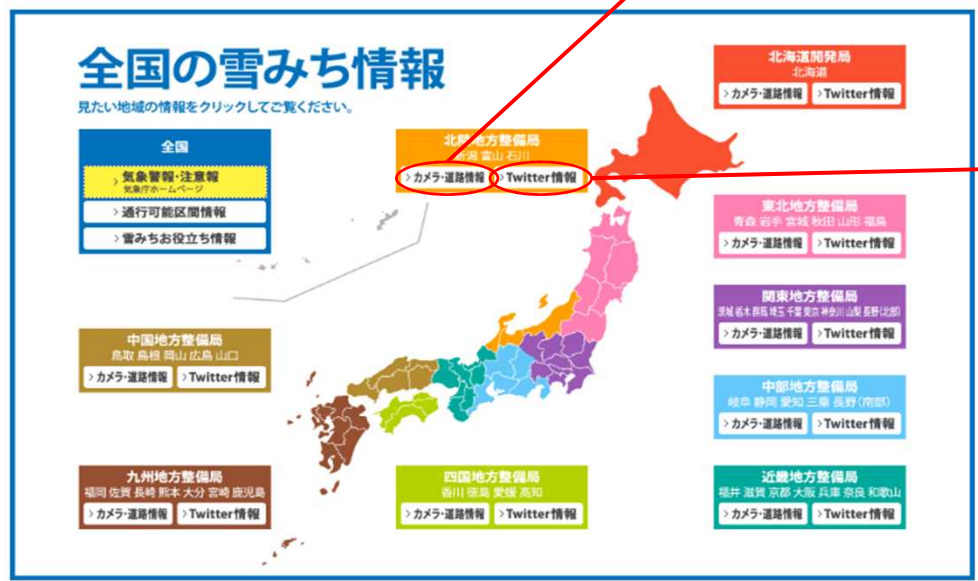 全国の雪みち情報
見たい地域の情報をクリックしてご覧ください。
全国
› 気象警報・注意報
気象庁ホームページ
› 通行可能区間情報
› 雪みちお役立ち情報
北陸地方整備局
新潟 富山 石川
› カメラ・道路情報 › Twitter情報
北海道開発局
北海道
› カメラ・道路情報 › Twitter情報
東北地方整備局
青森 岩手 宮城 秋田 山形 福島
› カメラ・道路情報 › Twitter情報
関東地方整備局
茨城 栃木 群馬 埼玉 千葉 東京 神奈川 山梨 長野(北部)
› カメラ・道路情報 › Twitter情報
中部地方整備局
岐阜 静岡 愛知 三重 長野(南部)
› カメラ・道路情報 › Twitter情報
近畿地方整備局
福井 滋賀 京都 大阪 兵庫 奈良 和歌山
› カメラ・道路情報 › Twitter情報
中国地方整備局
鳥取 島根 岡山 広島 山口
› カメラ・道路情報 › Twitter情報
九州地方整備局
福岡 佐賀 長崎 熊本 大分 宮崎 鹿児島
› カメラ・道路情報 › Twitter情報
四国地方整備局
香川 徳島 愛媛 高知
› カメラ・道路情報 › Twitter情報